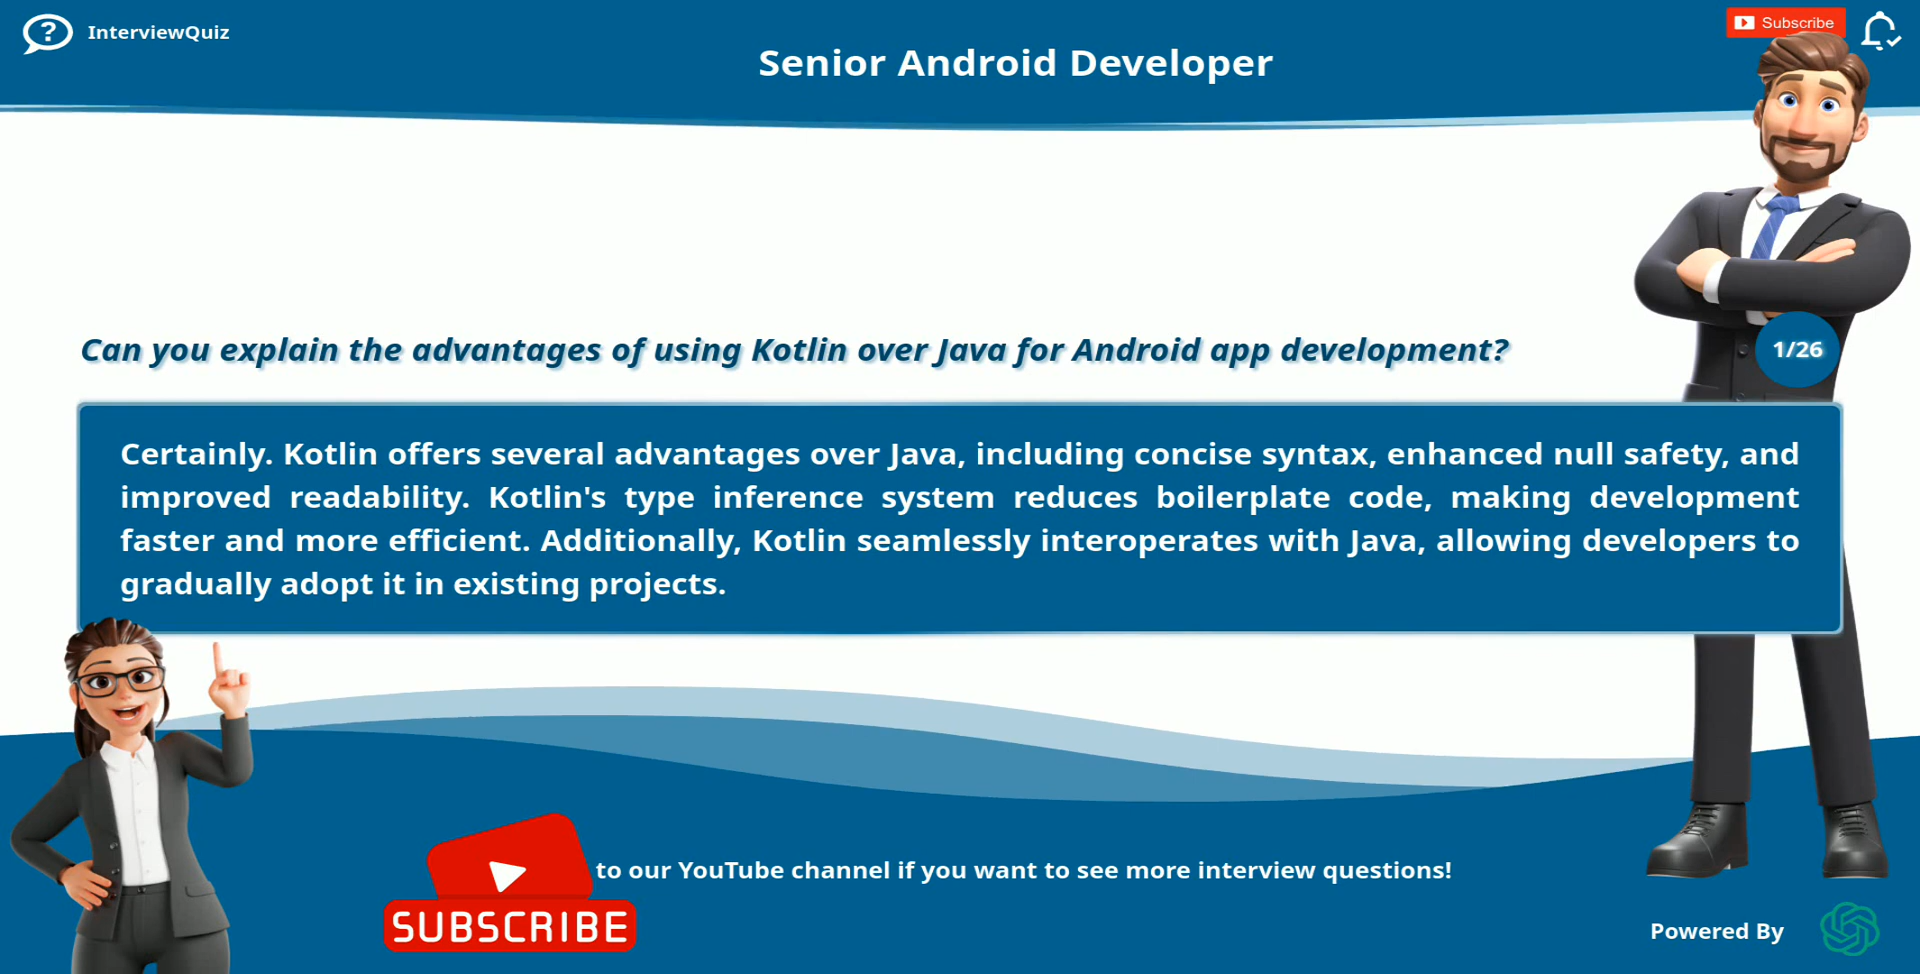 InterviewQuiz
Subscribe
Senior Android Developer
Can you explain the advantages of using Kotlin over Java for Android app development?
1/26
Certainly. Kotlin offers several advantages over Java, including concise syntax, enhanced null safety, and
improved readability. Kotlin's type inference system reduces boilerplate code, making development
faster and more efficient. Additionally, Kotlin seamlessly interoperates with Java, allowing developers to
gradually adopt it in existing projects.
to our YouTube channel if you want to see more interview questions!
SUBSCRIBE
Powered By